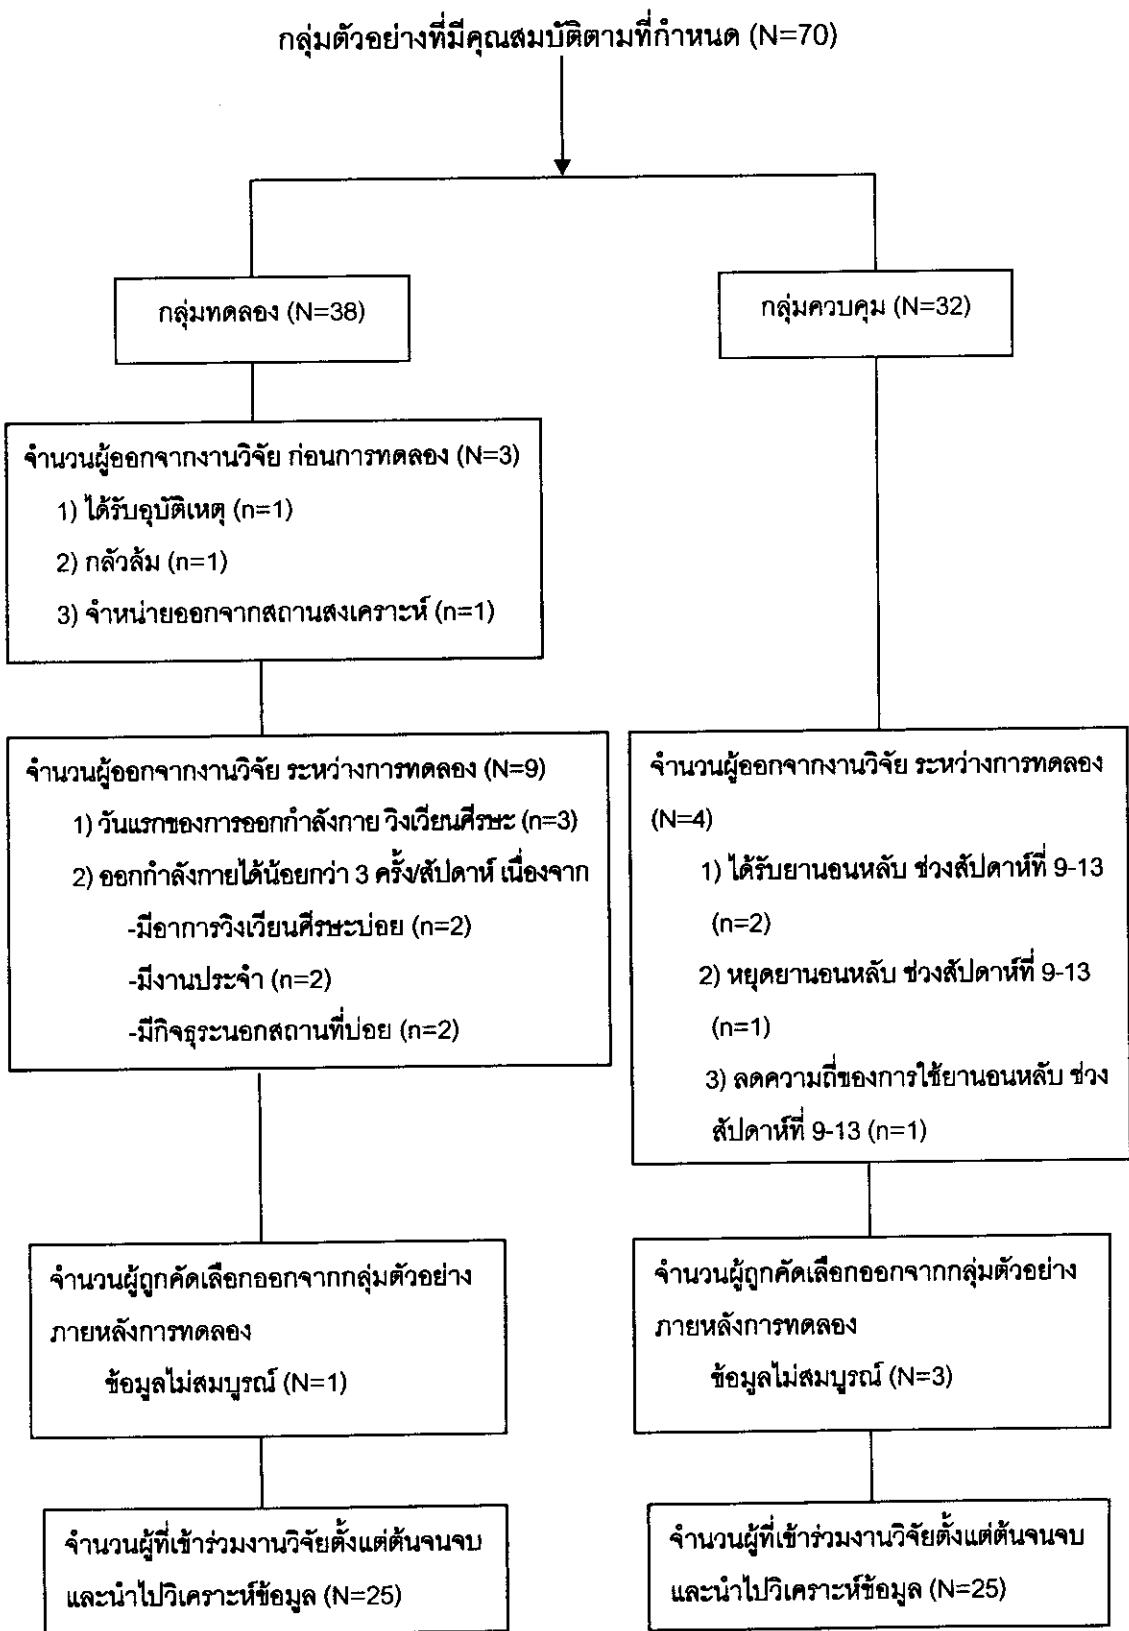 กลุ่มตัวอย่างที่มีคุณสมบัติตามที่กำหนด (N=70)
กลุ่มทดลอง (N=38)
กลุ่มควบคุม (N=32)
จำนวนผู้ออกจากงานวิจัย ก่อนการทดลอง (N=3)
1) ได้รับอุบัติเหตุ (n=1)
2) กลัวล้ม (n=1)
3) จำหน่ายออกจากสถานสงเคราะห์ (n=1)
จำนวนผู้ออกจากงานวิจัย ระหว่างการทดลอง (N=9)
1) วันแรกของการออกกำลังกาย วิงเวียนศีรษะ (n=3)
2) ออกกำลังกายได้น้อยกว่า 3 ครั้ง/สัปดาห์ เนื่องจาก
-มีอาการวิงเวียนศีรษะบ่อย (n=2)
-มีงานประจำ (n=2)
-มีกิจธุระนอกสถานที่บ่อย (n=2)
จำนวนผู้ออกจากงานวิจัย ระหว่างการทดลอง
(N=4)
1) ได้รับยานอนหลับ ช่วงสัปดาห์ที่ 9-13
(n=2)
2) หยุดยานอนหลับ ช่วงสัปดาห์ที่ 9-13
(n=1)
3) ลดความถี่ของการใช้ยานอนหลับ ช่วง
สัปดาห์ที่ 9-13 (n=1)
จำนวนผู้ถูกคัดเลือกออกจากกลุ่มตัวอย่าง
ภายหลังการทดลอง
ข้อมูลไม่สมบูรณ์ (N=1)
จำนวนผู้ถูกคัดเลือกออกจากกลุ่มตัวอย่าง
ภายหลังการทดลอง
ข้อมูลไม่สมบูรณ์ (N=3)
จำนวนผู้ที่เข้าร่วมงานวิจัยตั้งแต่ต้นจนจบ
และนำไปวิเคราะห์ข้อมูล (N=25)
จำนวนผู้ที่เข้าร่วมงานวิจัยตั้งแต่ต้นจนจบ
และนำไปวิเคราะห์ข้อมูล (N=25)